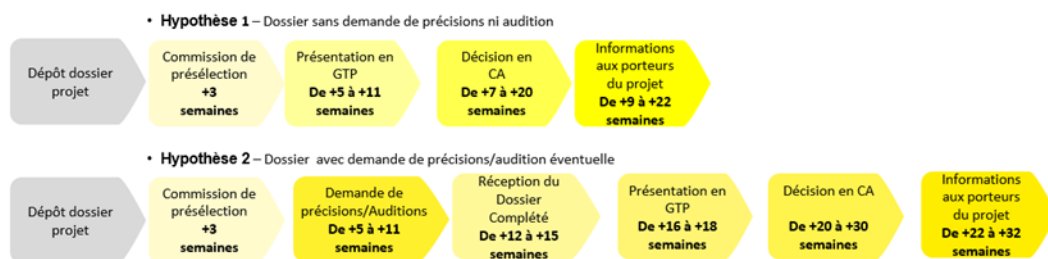 • Hypothèse 1 – Dossier sans demande de précisions ni audition
Dépôt dossier
projet
Commission de
présélection
+3
semaines
Présentation en
GTP
De +5 à +11
semaines
Décision en
CA
De +7 à +20
semaines
Informations
aux porteurs
du projet
De +9 à +22
semaines
• Hypothèse 2 – Dossier avec demande de précisions/audition éventuelle
Dépôt dossier
projet
Commission de
présélection
+3
semaines
Demande de
précisions/Auditions
De +5 à +11
semaines
Réception du
Dossier
Complété
De +12 à +15
semaines
Présentation en
GTP
De +16 à +18
semaines
Décision en CA
De +20 à +30
semaines
Informations
aux porteurs
du projet
De +22 à +32
semaines